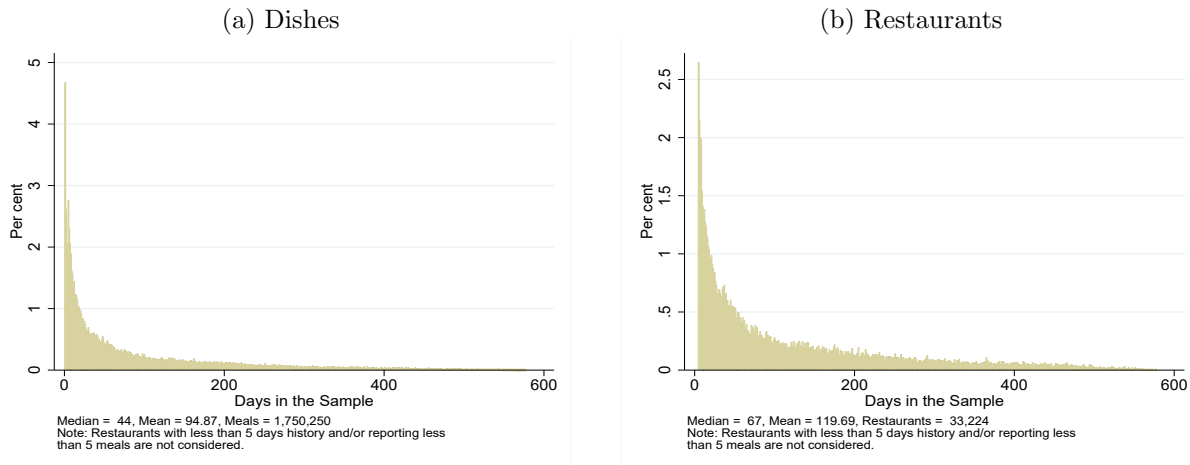 (a) Dishes
5
4
3
2
1
0
Per cent
0 200 400 600
Days in the Sample
Median = 44, Mean = 94.87, Meals = 1,750,250
Note: Restaurants with less than 5 days history and/or reporting less
than 5 meals are not considered.
(b) Restaurants
2.5
2
1.5
1
.5
0
Per cent
0 200 400 600
Days in the Sample
Median = 67, Mean = 119.69, Restaurants = 33,224
Note: Restaurants with less than 5 days history and/or reporting less
than 5 meals are not considered.